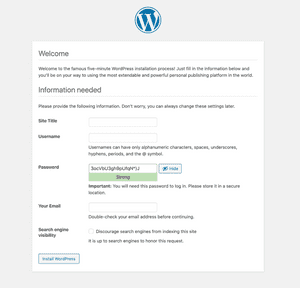 Welcome
Welcome to the famous five-minute WordPress installation process! Just fill in the information below and
you'll be on your way to using the most extendable and powerful personal publishing platform in the world.
Information needed
Please provide the following information. Don't worry, you can always change these settings later.
Site Title
Username
Usernames can have only alphanumeric characters, spaces, underscores,
hyphens, periods, and the @ symbol.
Password
Hide
Strong
Important: You will need this password to log in. Please store it in a secure
location.
Your Email
Double-check your email address before continuing.
Search engine
visibility
Discourage search engines from indexing this site
It is up to search engines to honor this request.
Install WordPress